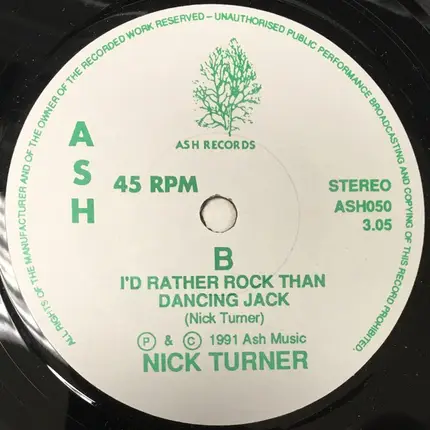 ALL RIGHTS OF THE MANUFACTURER AND OF THE OWNER OF THE RECORDED WORK RESERVED – UNAUTHORISED PUBLIC PERFORMANCE BROADCASTING AND COPYING OF THIS RECORD PROHIBITED.
ASH RECORDS
ASH
45 RPM
STEREO
ASH050
3.05
B
I'D RATHER ROCK THAN
DANCING JACK
(Nick Turner)
Ⓟ & © 1991 Ash Music
NICK TURNER